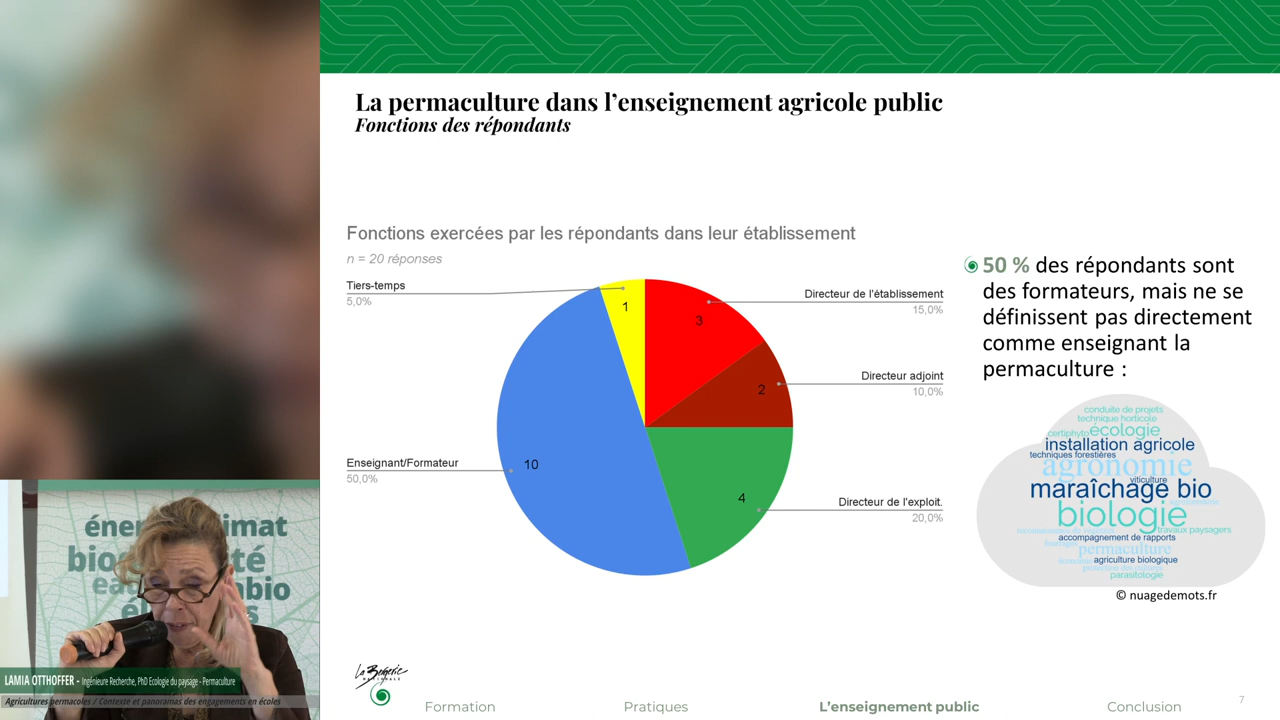 La permaculture dans l'enseignement agricole public
Fonctions des répondants
Fonctions exercées par les répondants dans leur établissement
n = 20 réponses
Tiers-temps
5,0%
1
Directeur de l'établissement
15,0%
3
Directeur adjoint
10,0%
2
Enseignant/Formateur
50,0%
10
Directeur de l'exploit.
20,0%
4
50 % des répondants sont
des formateurs, mais ne se
définissent pas directement
comme enseignant la
permaculture :
conduite de projets
technique horticole
certiphyto écologie
installation agricole
techniques forestières
agronomie
viticulture
maraîchage bio
biologie
travaux paysagers
accompagnement de rapports
permaculture
agriculture biologique
parasitologie
© nuagedemots.fr
LAMIA OTTHOFFER - Ingénieure Recherche, PhD Ecologie du paysage - Permaculture
Agricultures permacoles / Contexte et panoramas des engagements en écoles
La Bergerie
NATIONALE
Formation
Pratiques
L'enseignement public
Conclusion
7